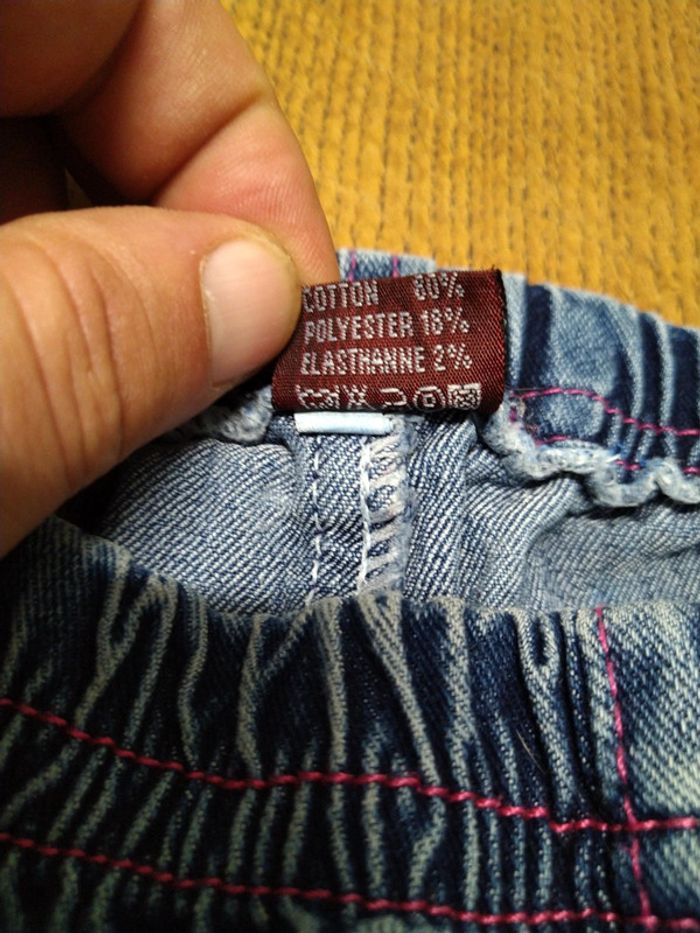 COTTON 80%
POLYESTER 18%
ELASTHANNE 2%